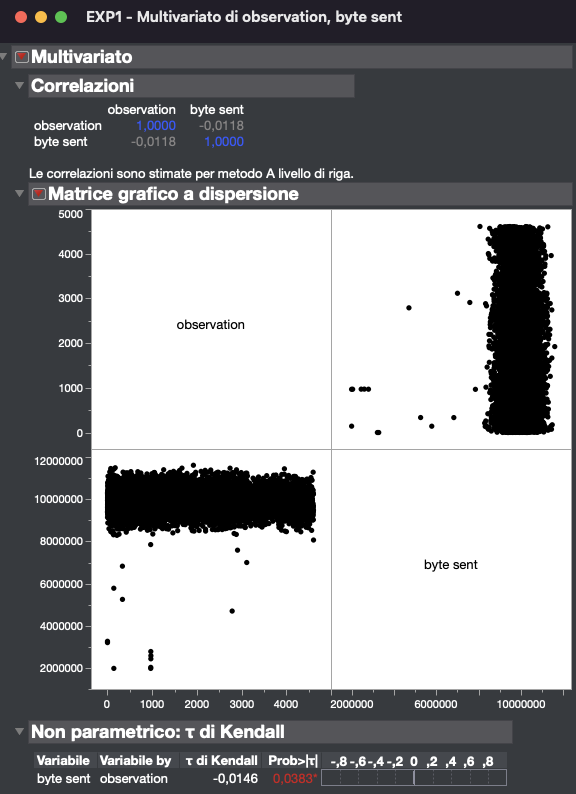 EXP1 - Multivariato di observation, byte sent
Multivariato
Correlazioni
observation byte sent
observation 1,0000 -0,0118
byte sent -0,0118 1,0000
Le correlazioni sono stimate per metodo A livello di riga.
Matrice grafico a dispersione
5000
4000
3000
2000
1000
0
observation
12000000
10000000
8000000
6000000
4000000
2000000
byte sent
0 1000 2000 3000 4000 2000000 6000000 10000000
Non parametrico: τ di Kendall
Variabile Variabile by τ di Kendall Prob>|τ| -,8 -,6 -,4 -,2 0 ,2 ,4 ,6 ,8
byte sent observation -0,0146 0,0383*